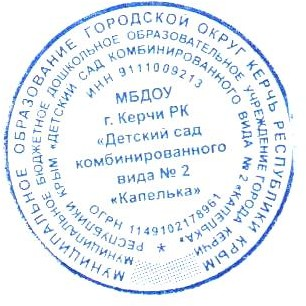 МУНИЦИПАЛЬНОЕ ОБРАЗОВАНИЕ ГОРОДСКОЙ ОКРУГ КЕРЧЬ РЕСПУБЛИКИ КРЫМ
МУНИЦИПАЛЬНОЕ БЮДЖЕТНОЕ ДОШКОЛЬНОЕ ОБРАЗОВАТЕЛЬНОЕ УЧРЕЖДЕНИЕ ГОРОДА КЕРЧИ
РЕСПУБЛИКИ КРЫМ «ДЕТСКИЙ САД КОМБИНИРОВАННОГО ВИДА № 2 «КАПЕЛЬКА»
ИНН 9111009213
МБДОУ
г. Керчи РК
«Детский сад
комбинированного
вида № 2
«Капелька»
* ОГРН 1149102178961